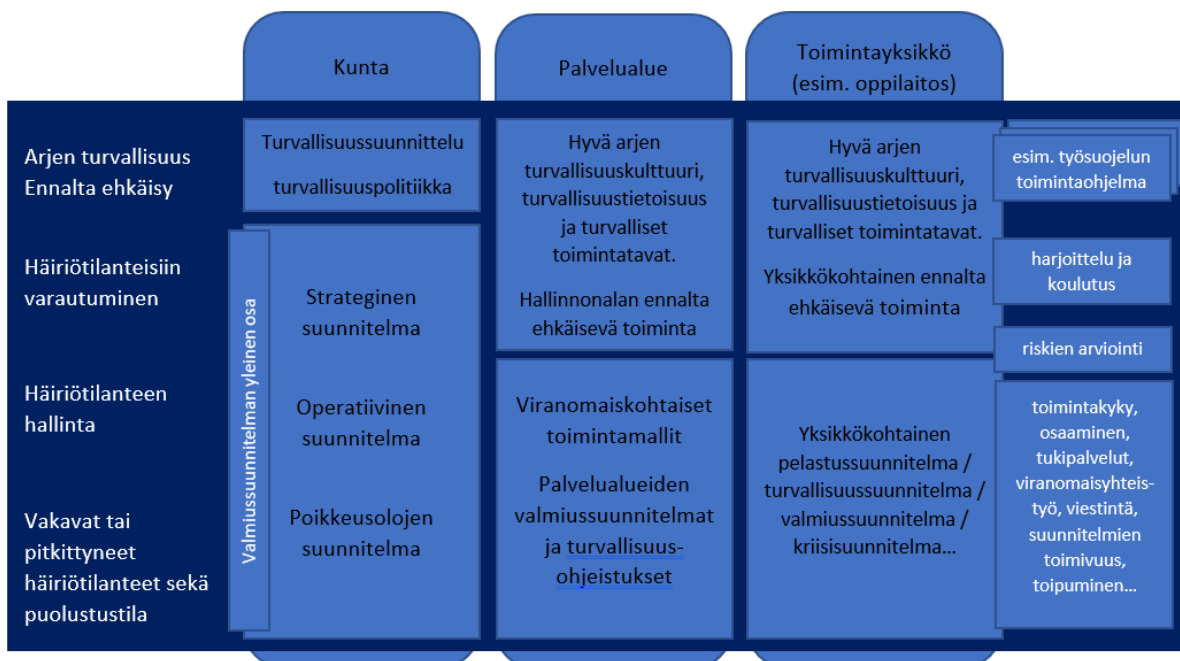 Kunta
Palvelualue
Toimintayksikkö
(esim. oppilaitos)
Arjen turvallisuus
Ennalta ehkäisy
Häiriötilanteisiin
varautuminen
Häiriötilanteen
hallinta
Vakavat tai
pitkittyneet
häiriötilanteet sekä
puolustustila
Valmiussuunnitelman yleinen osa
Turvallisuussuunnittelu
turvallisuuspolitiikka
Strateginen
suunnitelma
Operatiivinen
suunnitelma
Poikkeusolojen
suunnitelma
Hyvä arjen
turvallisuuskulttuuri,
turvallisuustietoisuus
ja turvalliset
toimintatavat.
Hallinnonalan ennalta
ehkäisevä toiminta
Viranomaiskohtaiset
toimintamallit
Palvelualueiden
valmiussuunnitelmat
ja turvallisuus-
ohjeistukset
Hyvä arjen
turvallisuuskulttuuri,
turvallisuustietoisuus ja
turvalliset toimintatavat.
Yksikkökohtainen ennalta
ehkäisevä toiminta
Yksikkökohtainen
pelastussuunnitelma /
turvallisuussuunnitelma /
valmiussuunnitelma /
kriisisuunnitelma…
esim. työsuojelun
toimintaohjelma
harjoittelu ja
koulutus
riskien arviointi
toimintakyky,
osaaminen,
tukipalvelut,
viranomaisyhteis-
työ, viestintä,
suunnitelmien
toimivuus,
toipuminen…